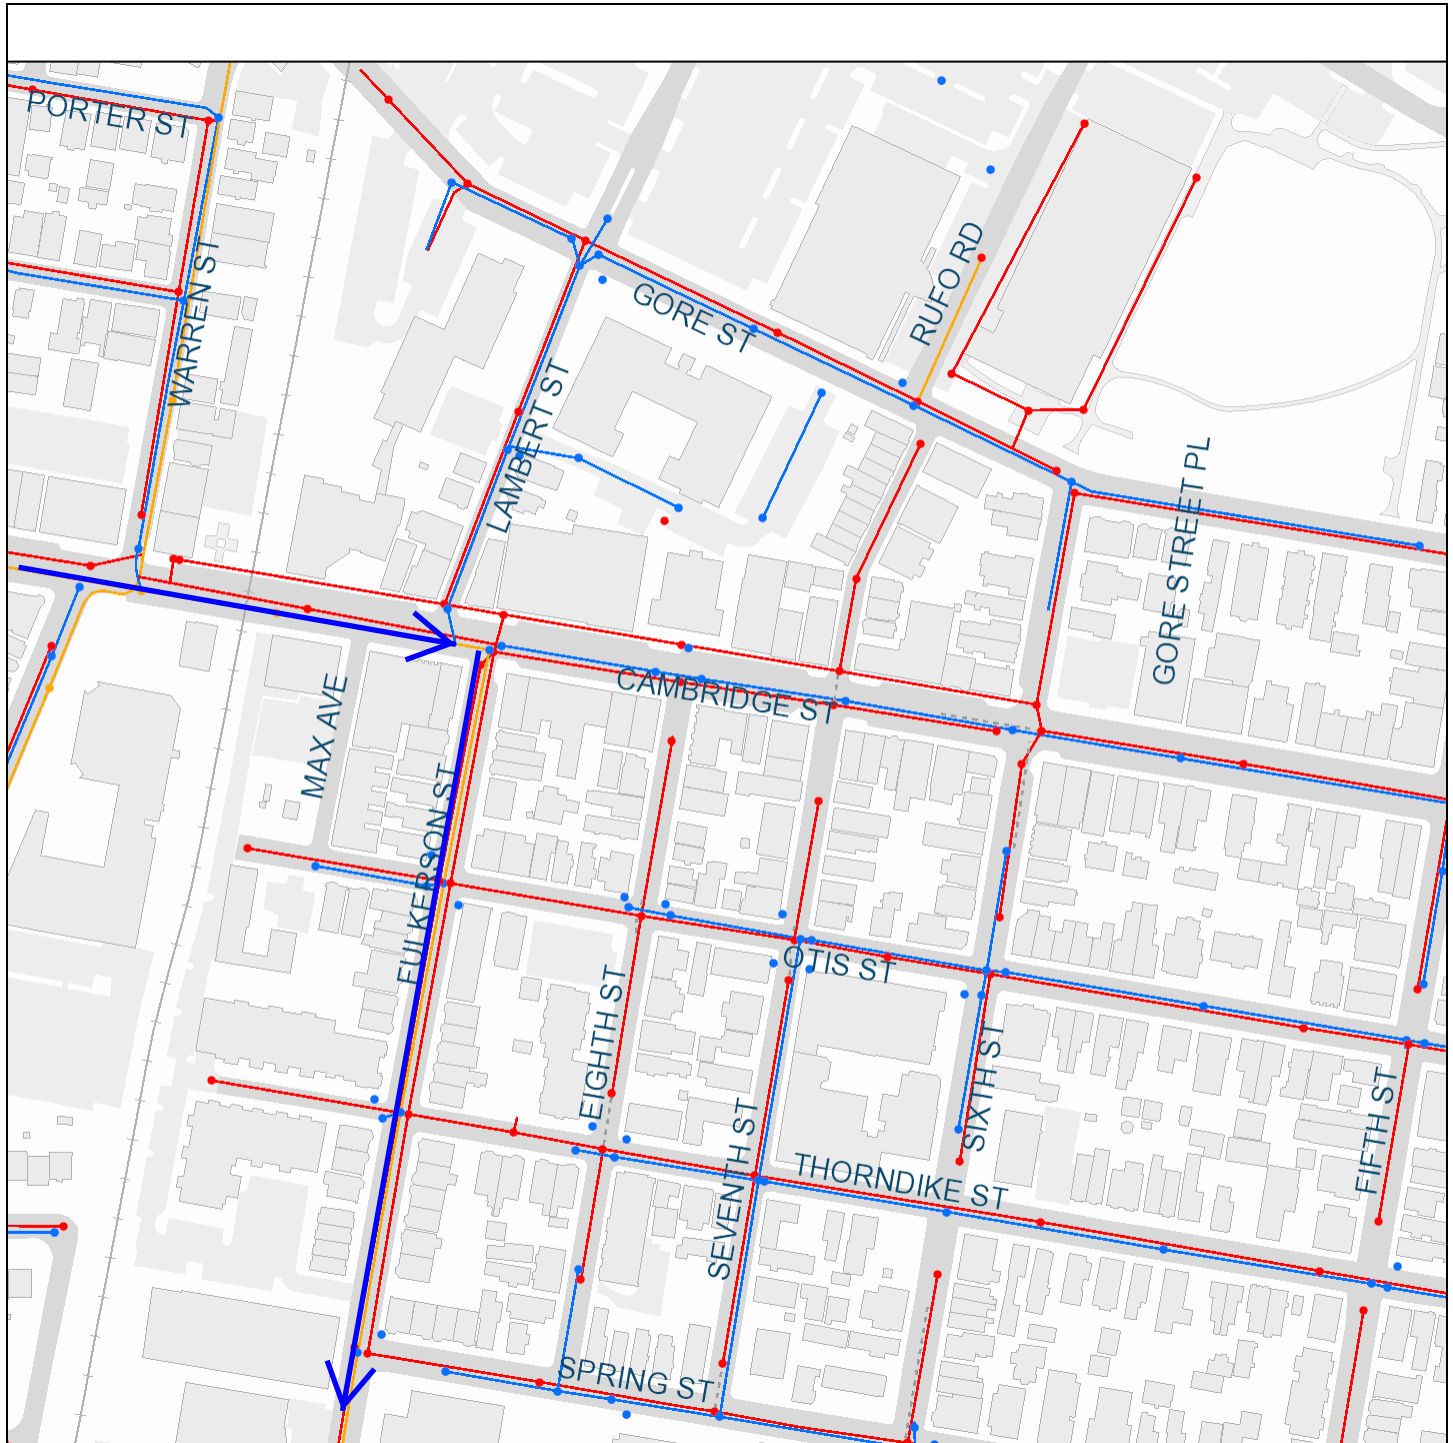 PORTER ST
WARREN ST
GORE ST
RUFO RD
LAMBERT ST
GORE STREET PL
CAMBRIDGE ST
MAX AVE
FULKERSON ST
OTIS ST
EIGHTH ST
SIXTH ST
FIFTH ST
SEVENTH ST
THORNDIKE ST
SPRING ST